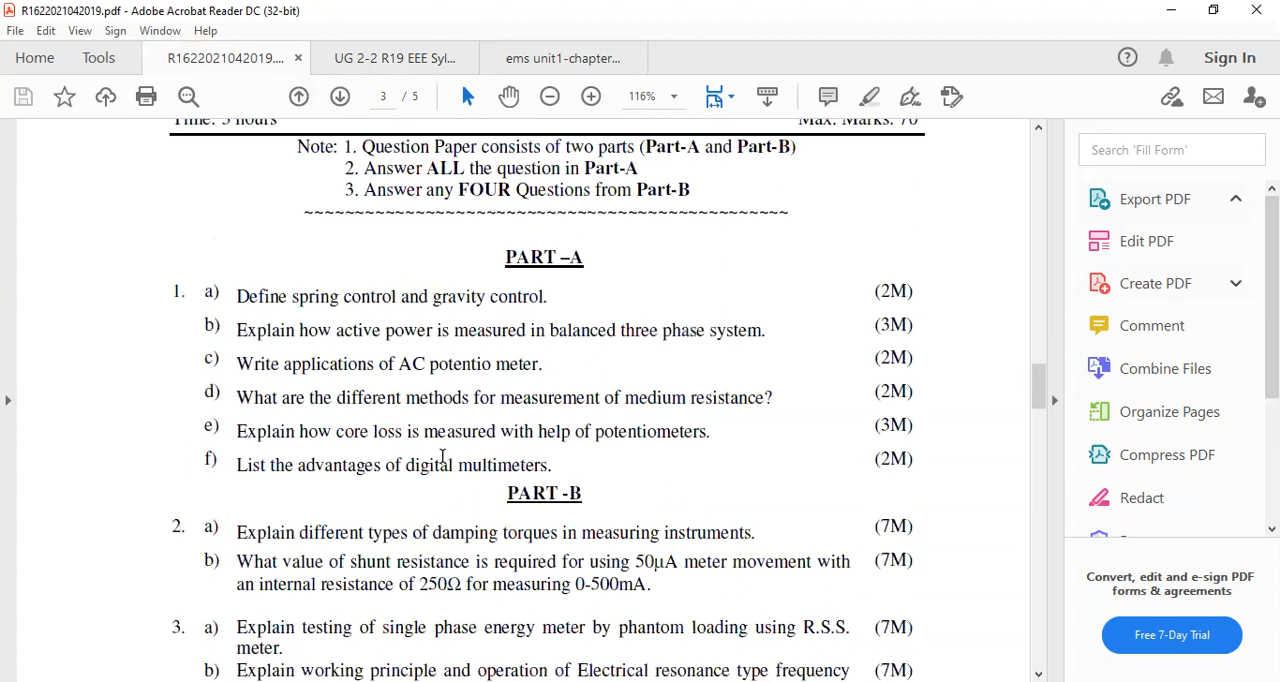 R1622021042019.pdf - Adobe Acrobat Reader DC (32-bit)
File Edit View Sign Window Help
Home Tools R1622021042019.... × UG 2-2 R19 EEE Syl... ems unit1-chapter... Sign In
3 / 5 116%
Time: 3 hours Max. Marks: 70
Note: 1. Question Paper consists of two parts (Part-A and Part-B)
2. Answer ALL the question in Part-A
3. Answer any FOUR Questions from Part-B
~~~~~~~~~~~~~~~~~~~~~~~~~~~~~~~~~~~~~~~~~~~~~~~~~
PART –A
1. a) Define spring control and gravity control. (2M)
b) Explain how active power is measured in balanced three phase system. (3M)
c) Write applications of AC potentio meter. (2M)
d) What are the different methods for measurement of medium resistance? (2M)
e) Explain how core loss is measured with help of potentiometers. (3M)
f) List the advantages of digital multimeters. (2M)
PART -B
2. a) Explain different types of damping torques in measuring instruments. (7M)
b) What value of shunt resistance is required for using 50µA meter movement with (7M)
an internal resistance of 250Ω for measuring 0-500mA.
3. a) Explain testing of single phase energy meter by phantom loading using R.S.S. (7M)
meter.
b) Explain working principle and operation of Electrical resonance type frequency (7M)
Search 'Fill Form'
Export PDF
Edit PDF
Create PDF
Comment
Combine Files
Organize Pages
Compress PDF
Redact
Convert, edit and e-sign PDF
forms & agreements
Free 7-Day Trial